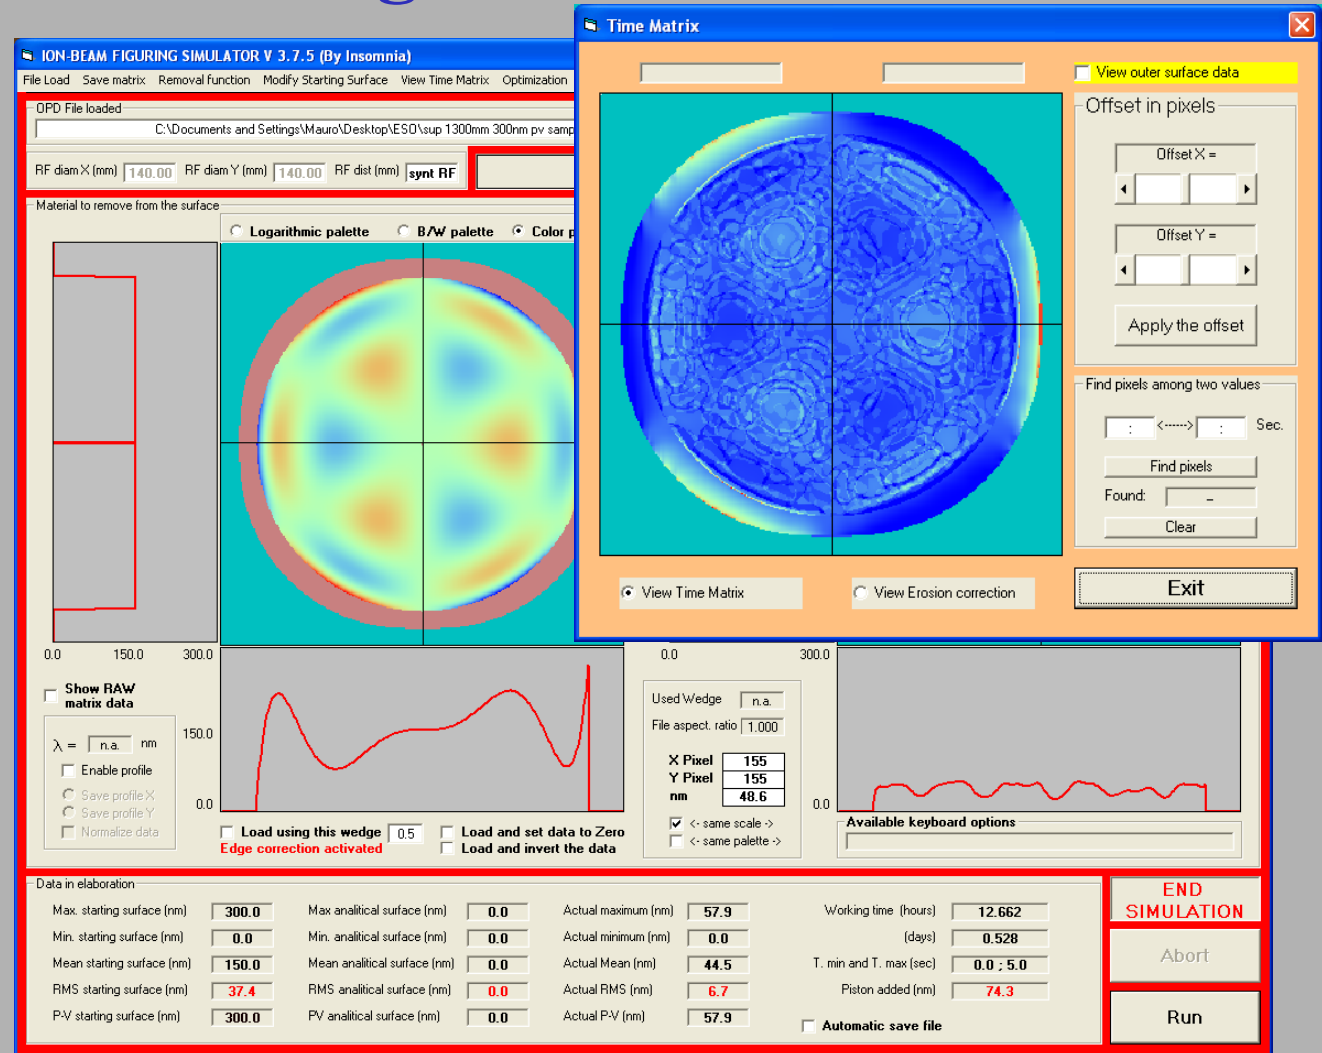 Time Matrix
ION-BEAM FIGURING SIMULATOR V 3.7.5 (By Insomnia)
File Load Save matrix Removal function Modify Starting Surface View Time Matrix Optimization
OPD File loaded
C:\Documents and Settings\Mauro\Desktop\ESO\sup 1300mm 300nm pv samp
RF diam X (mm) 140.00 RF diam Y (mm) 140.00 RF dist (mm) synt RF
Material to remove from the surface
Logarithmic palette B/W palette Color p
View outer surface data
Offset in pixels
Offset X =
Offset Y =
Apply the offset
Find pixels among two values
: <-----> : Sec.
Find pixels
Found: _
Clear
View Time Matrix View Erosion correction
Exit
0.0 150.0 300.0
0.0 300.0
Show RAW
matrix data
λ = n.a. nm
Enable profile
Save profile X
Save profile Y
Normalize data
150.0
0.0
Load using this wedge 0.5 Load and set data to Zero
Edge correction activated Load and invert the data
Used Wedge n.a.
File aspect. ratio 1.000
X Pixel 155
Y Pixel 155
nm 48.6
<- same scale ->
<- same palette ->
0.0
Available keyboard options
Data in elaboration
Max. starting surface (nm) 300.0 Max analitical surface (nm) 0.0 Actual maximum (nm) 57.9 Working time (hours) 12.662
Min. starting surface (nm) 0.0 Min. analitical surface (nm) 0.0 Actual minimum (nm) 0.0 (days) 0.528
Mean starting surface (nm) 150.0 Mean analitical surface (nm) 0.0 Actual Mean (nm) 44.5 T. min and T. max (sec) 0.0 ; 5.0
RMS starting surface (nm) 37.4 RMS analitical surface (nm) 0.0 Actual RMS (nm) 6.7 Piston added (nm) 74.3
P-V starting surface (nm) 300.0 PV analitical surface (nm) 0.0 Actual P-V (nm) 57.9
Automatic save file
END
SIMULATION
Abort
Run